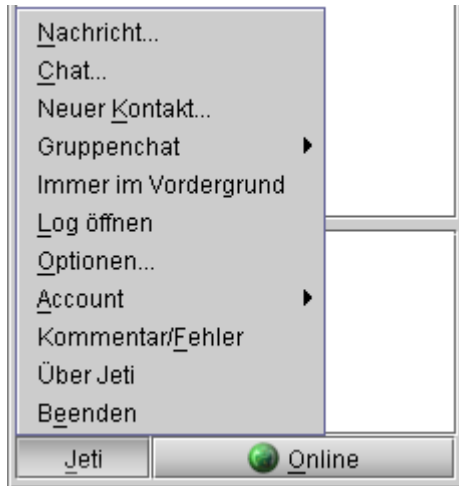 Nachricht...
Chat...
Neuer Kontakt...
Gruppenchat
Immer im Vordergrund
Log öffnen
Optionen...
Account
Kommentar/Fehler
Über Jeti
Beenden
Jeti Online